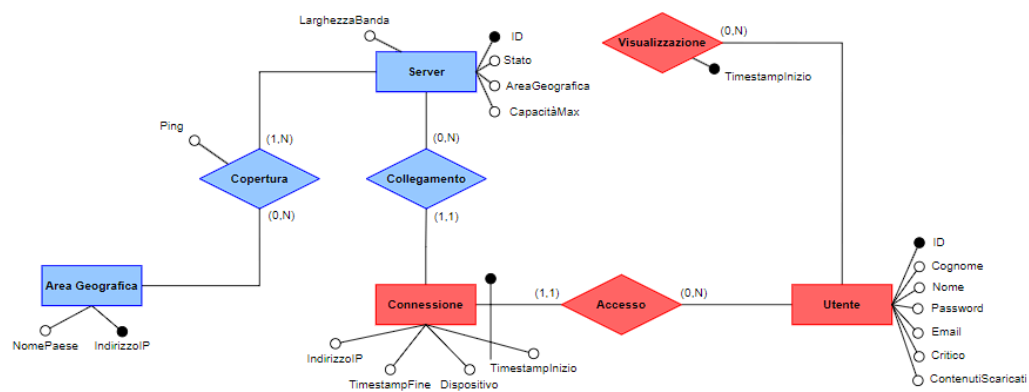 LarghezzaBanda
ID
Visualizzazione
(0,N)
Stato
Server
TimestampInizio
AreaGeografica
CapacitàMax
Ping
(1,N)
(0,N)
Copertura
Collegamento
(0,N)
(1,1)
ID
Cognome
Area Geografica
Connessione
(1,1)
Accesso
(0,N)
Utente
Nome
Password
Email
NomePaese
IndirizzoIP
IndirizzoIP
TimestampInizio
Critico
TimestampFine
Dispositivo
ContenutiScaricati